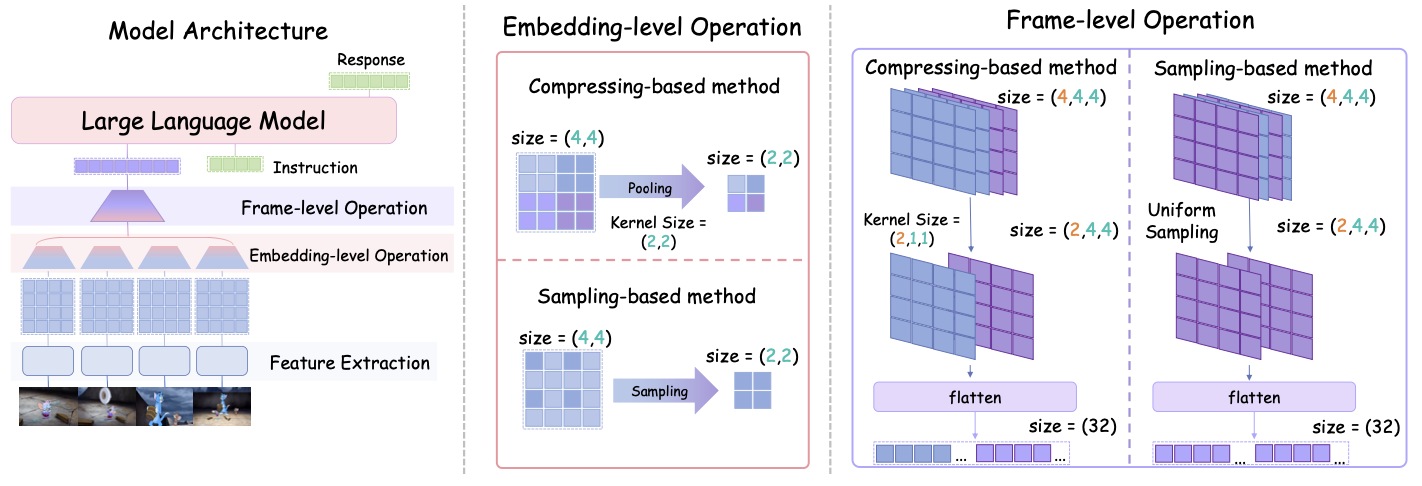 Model Architecture
Response
Large Language Model
Instruction
Frame-level Operation
Embedding-level Operation
Feature Extraction
Embedding-level Operation
Compressing-based method
size = (4,4)
size = (2,2)
Pooling
Kernel Size =
(2,2)
Sampling-based method
size = (4,4)
size = (2,2)
Sampling
Frame-level Operation
Compressing-based method
size = (4,4,4)
Kernel Size =
(2,1,1)
size = (2,4,4)
flatten
size = (32)
... ...
Sampling-based method
size = (4,4,4)
Uniform
Sampling
size = (2,4,4)
flatten
size = (32)
... ...